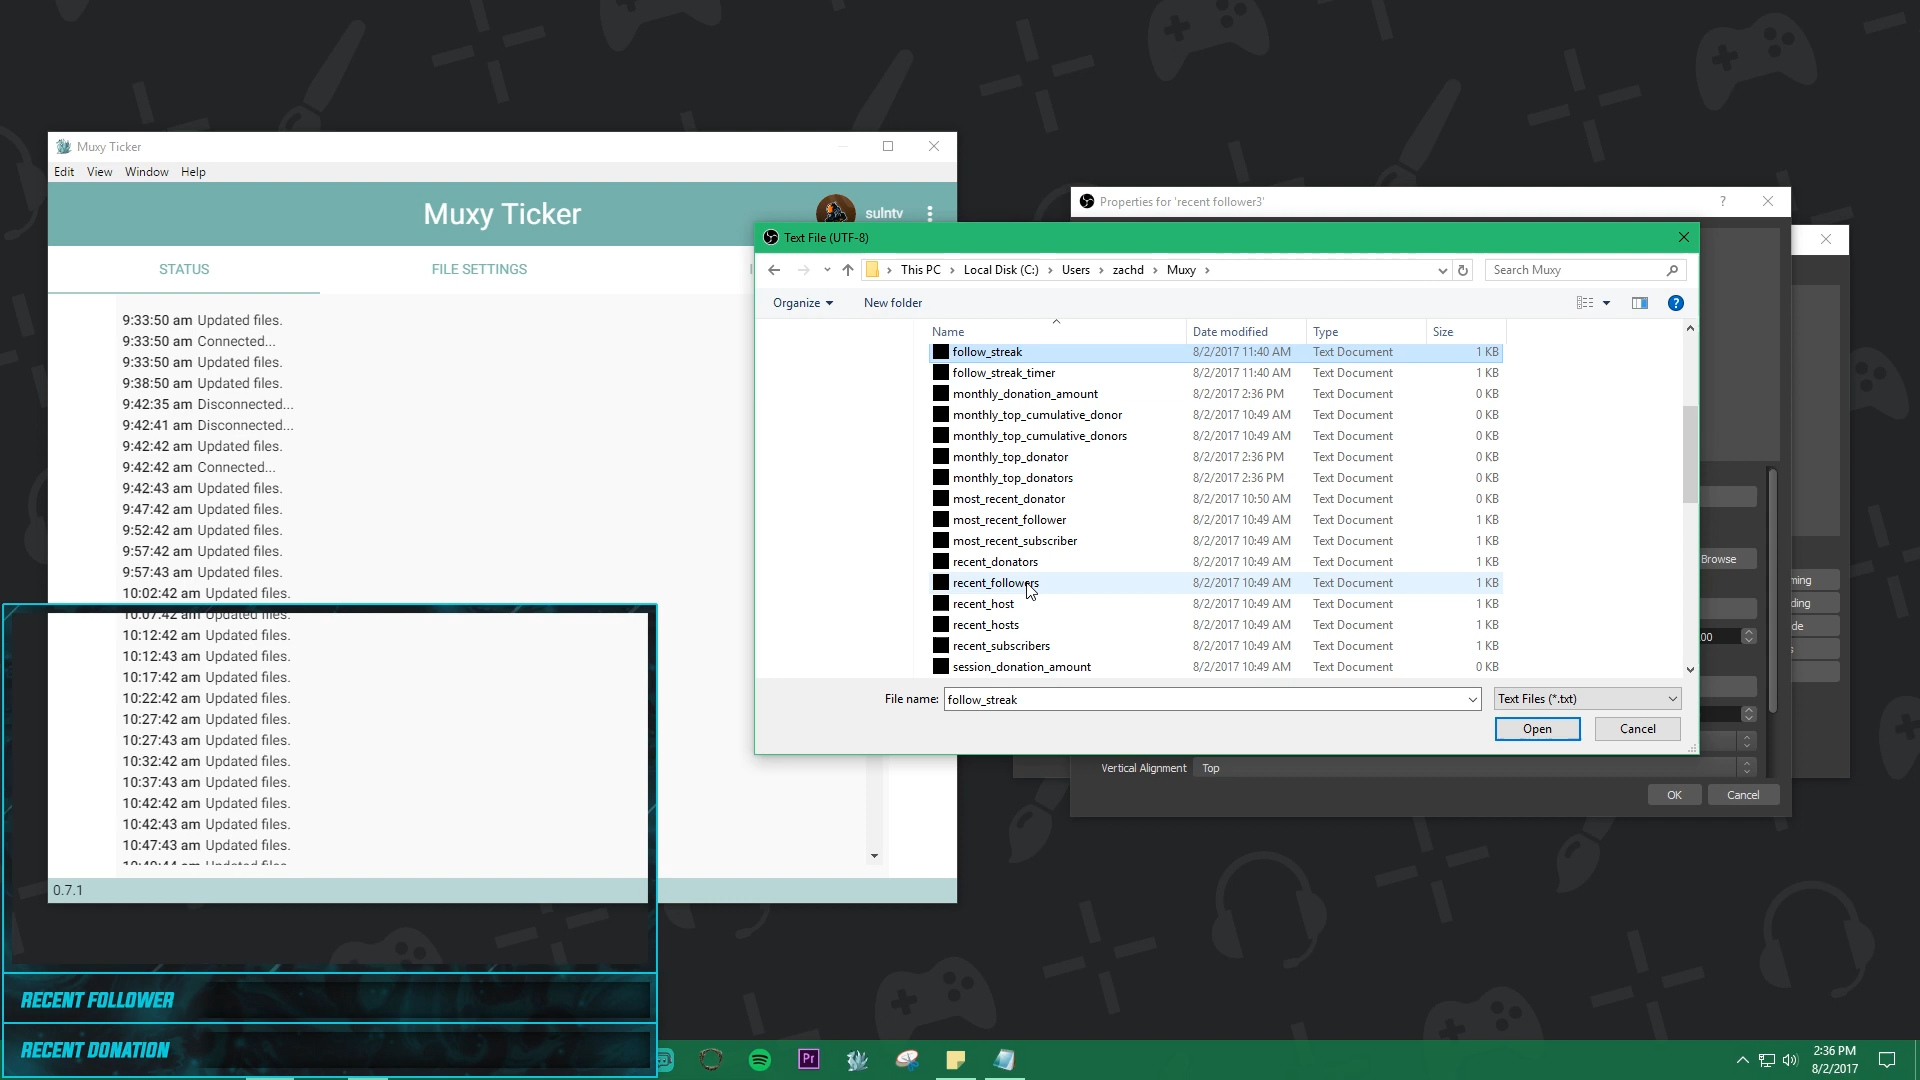 Muxy Ticker
Edit View Window Help
Muxy Ticker
sulntv
STATUS
FILE SETTINGS
9:33:50 am Updated files.
9:33:50 am Connected...
9:33:50 am Updated files.
9:38:50 am Updated files.
9:42:35 am Disconnected...
9:42:41 am Disconnected...
9:42:42 am Updated files.
9:42:42 am Connected...
9:42:43 am Updated files.
9:47:42 am Updated files.
9:52:42 am Updated files.
9:57:42 am Updated files.
9:57:43 am Updated files.
10:02:42 am Updated files.
10:07:42 am Updated files.
10:12:42 am Updated files.
10:12:43 am Updated files.
10:17:42 am Updated files.
10:22:42 am Updated files.
10:27:42 am Updated files.
10:27:43 am Updated files.
10:32:42 am Updated files.
10:37:43 am Updated files.
10:42:42 am Updated files.
10:42:43 am Updated files.
10:47:43 am Updated files.
0.7.1
RECENT FOLLOWER
RECENT DONATION
Properties for 'recent follower3'
?
Text File (UTF-8)
This PC > Local Disk (C:) > Users > zachd > Muxy >
Search Muxy
Organize
New folder
?
Name Date modified Type Size
follow_streak 8/2/2017 11:40 AM Text Document 1 KB
follow_streak_timer 8/2/2017 11:40 AM Text Document 1 KB
monthly_donation_amount 8/2/2017 2:36 PM Text Document 0 KB
monthly_top_cumulative_donor 8/2/2017 10:49 AM Text Document 0 KB
monthly_top_cumulative_donors 8/2/2017 10:49 AM Text Document 0 KB
monthly_top_donator 8/2/2017 2:36 PM Text Document 0 KB
monthly_top_donators 8/2/2017 2:36 PM Text Document 0 KB
most_recent_donator 8/2/2017 10:50 AM Text Document 0 KB
most_recent_follower 8/2/2017 10:49 AM Text Document 1 KB
most_recent_subscriber 8/2/2017 10:49 AM Text Document 1 KB
recent_donators 8/2/2017 10:49 AM Text Document 1 KB
recent_followers 8/2/2017 10:49 AM Text Document 1 KB
recent_host 8/2/2017 10:49 AM Text Document 1 KB
recent_hosts 8/2/2017 10:49 AM Text Document 1 KB
recent_subscribers 8/2/2017 10:49 AM Text Document 1 KB
session_donation_amount 8/2/2017 10:49 AM Text Document 0 KB
File name: follow_streak
Text Files (*.txt)
Open
Cancel
Browse
ming
ding
00
de
s
Vertical Alignment Top
OK
Cancel
Pr
2:36 PM
8/2/2017